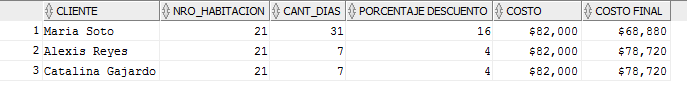 CLIENTE NRO_HABITACION CANT_DIAS PORCENTAJE DESCUENTO COSTO COSTO FINAL
1 Maria Soto 21 31 16 $82,000 $68,880
2 Alexis Reyes 21 7 4 $82,000 $78,720
3 Catalina Gajardo 21 7 4 $82,000 $78,720